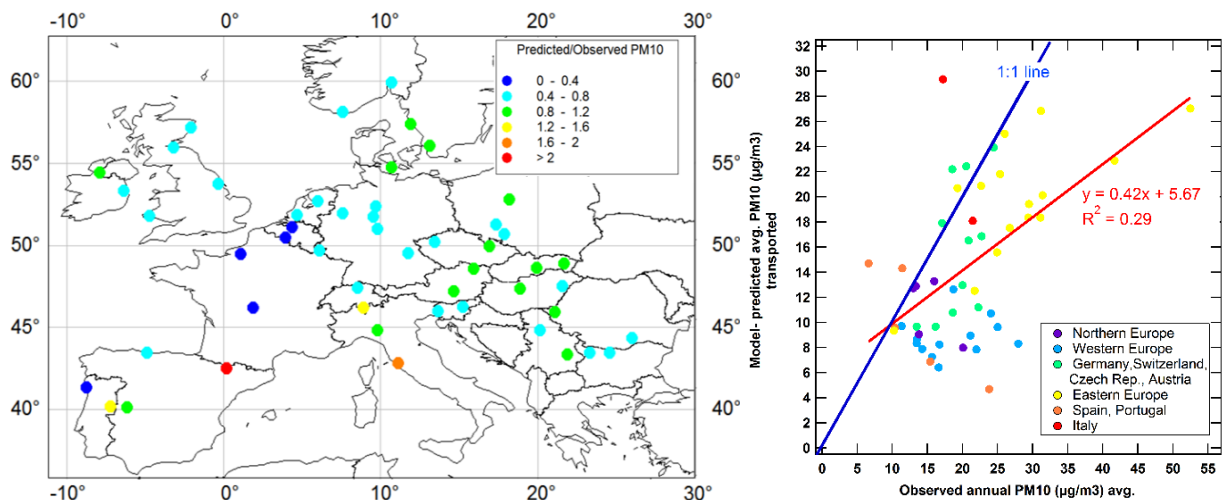 -10° 0° 10° 20° 30°
60°
55°
50°
45°
40°
60°
55°
50°
45°
40°
-10° 0° 10° 20° 30°
Predicted/Observed PM10
0 - 0.4
0.4 - 0.8
0.8 - 1.2
1.2 - 1.6
1.6 - 2
> 2
Model- predicted avg. PM10 (µg/m3)
transported
32
30
28
26
24
22
20
18
16
14
12
10
8
6
4
2
0
1:1 line
y = 0.42x + 5.67
R² = 0.29
Northern Europe
Western Europe
Germany,Switzerland,
Czech Rep., Austria
Eastern Europe
Spain, Portugal
Italy
0 5 10 15 20 25 30 35 40 45 50 55
Observed annual PM10 (µg/m3) avg.